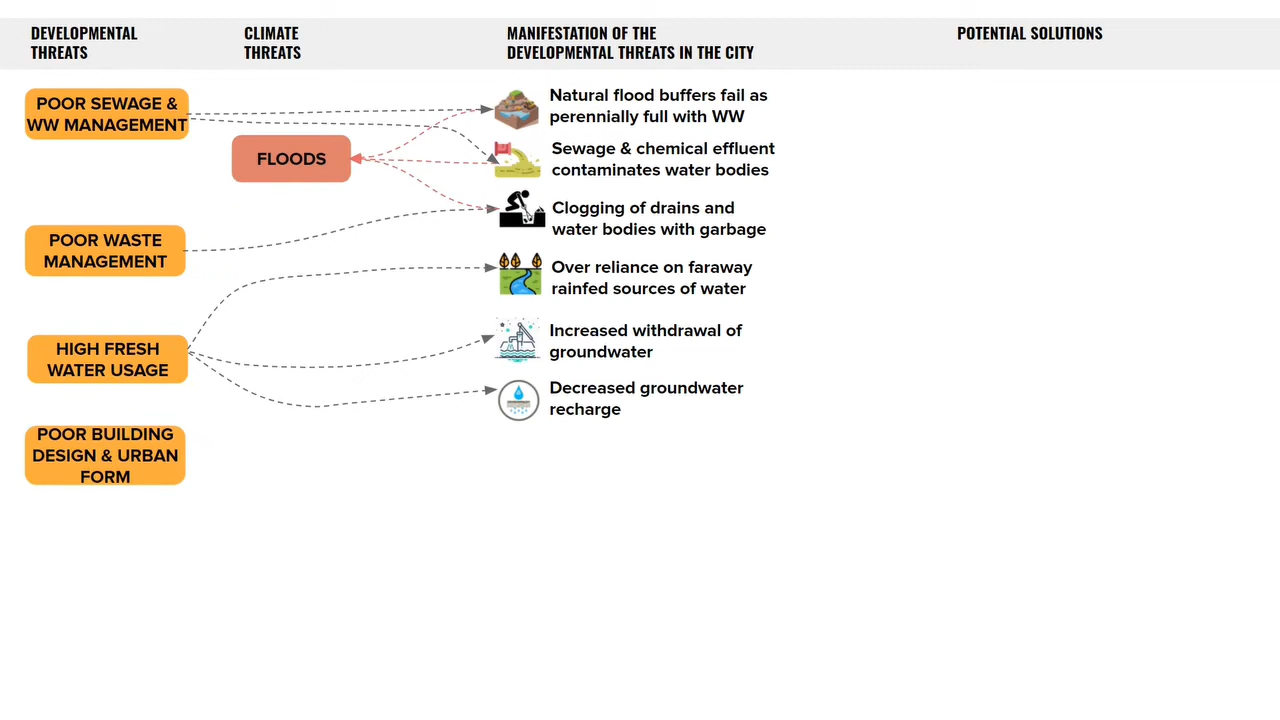 DEVELOPMENTAL
THREATS
CLIMATE
THREATS
MANIFESTATION OF THE
DEVELOPMENTAL THREATS IN THE CITY
POTENTIAL SOLUTIONS
POOR SEWAGE &
WW MANAGEMENT
FLOODS
POOR WASTE
MANAGEMENT
HIGH FRESH
WATER USAGE
POOR BUILDING
DESIGN & URBAN
FORM
Natural flood buffers fail as
perennially full with WW
Sewage & chemical effluent
contaminates water bodies
Clogging of drains and
water bodies with garbage
Over reliance on faraway
rainfed sources of water
Increased withdrawal of
groundwater
Decreased groundwater
recharge